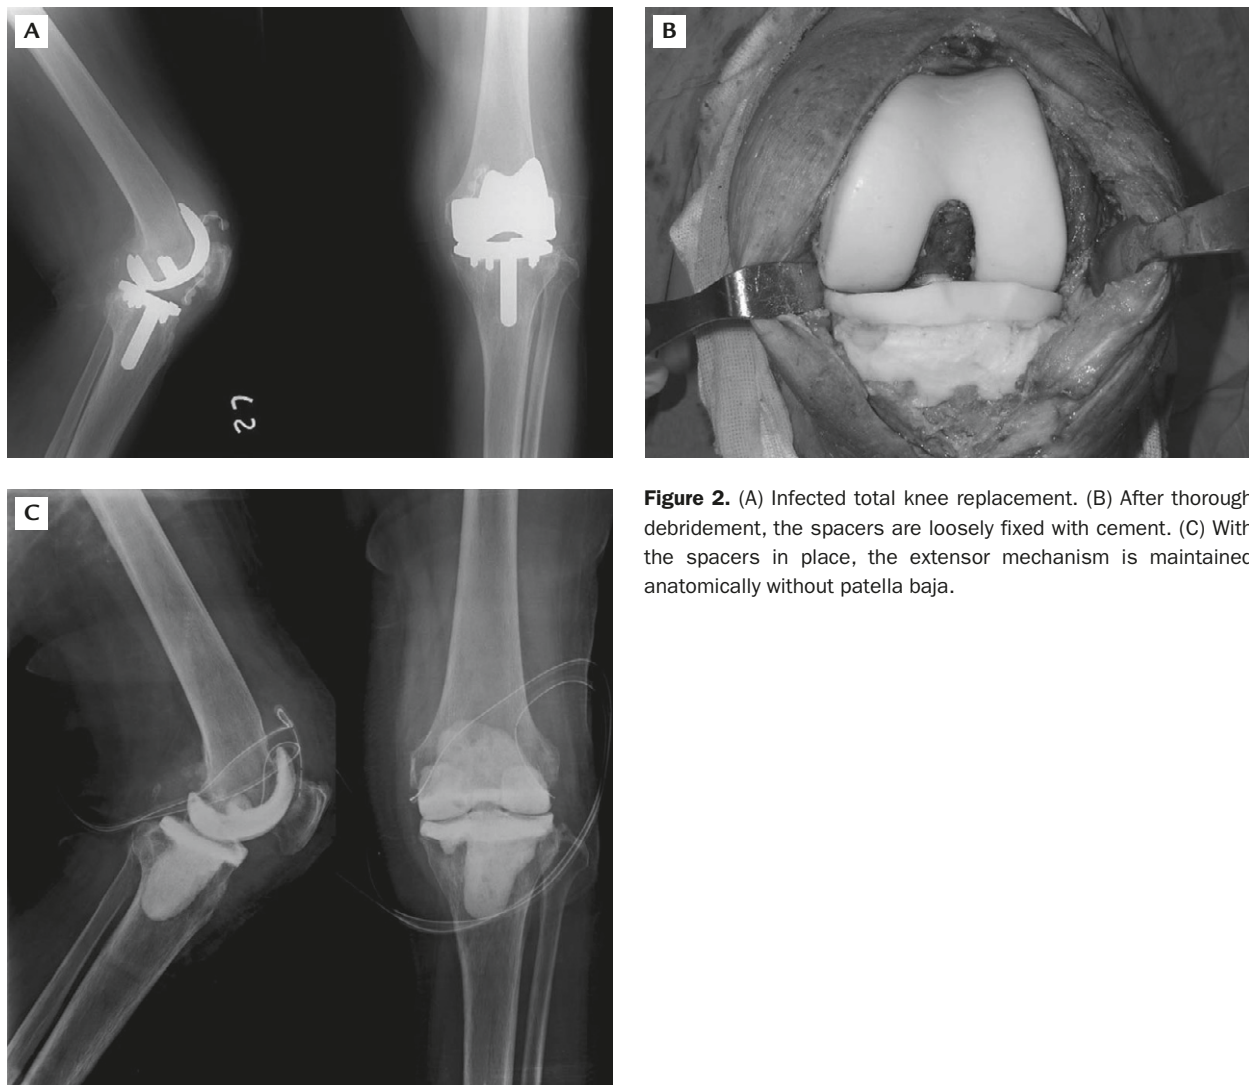 A
B
C
Figure 2. (A) Infected total knee replacement. (B) After thorough
debridement, the spacers are loosely fixed with cement. (C) With
the spacers in place, the extensor mechanism is maintained
anatomically without patella baja.